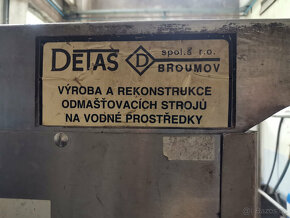 DETAS D spol.s r.o.
BROUMOV
VÝROBA A REKONSTRUKCE
ODMAŠŤOVACÍCH STROJŮ
NA VODNÉ PROSTŘEDKY